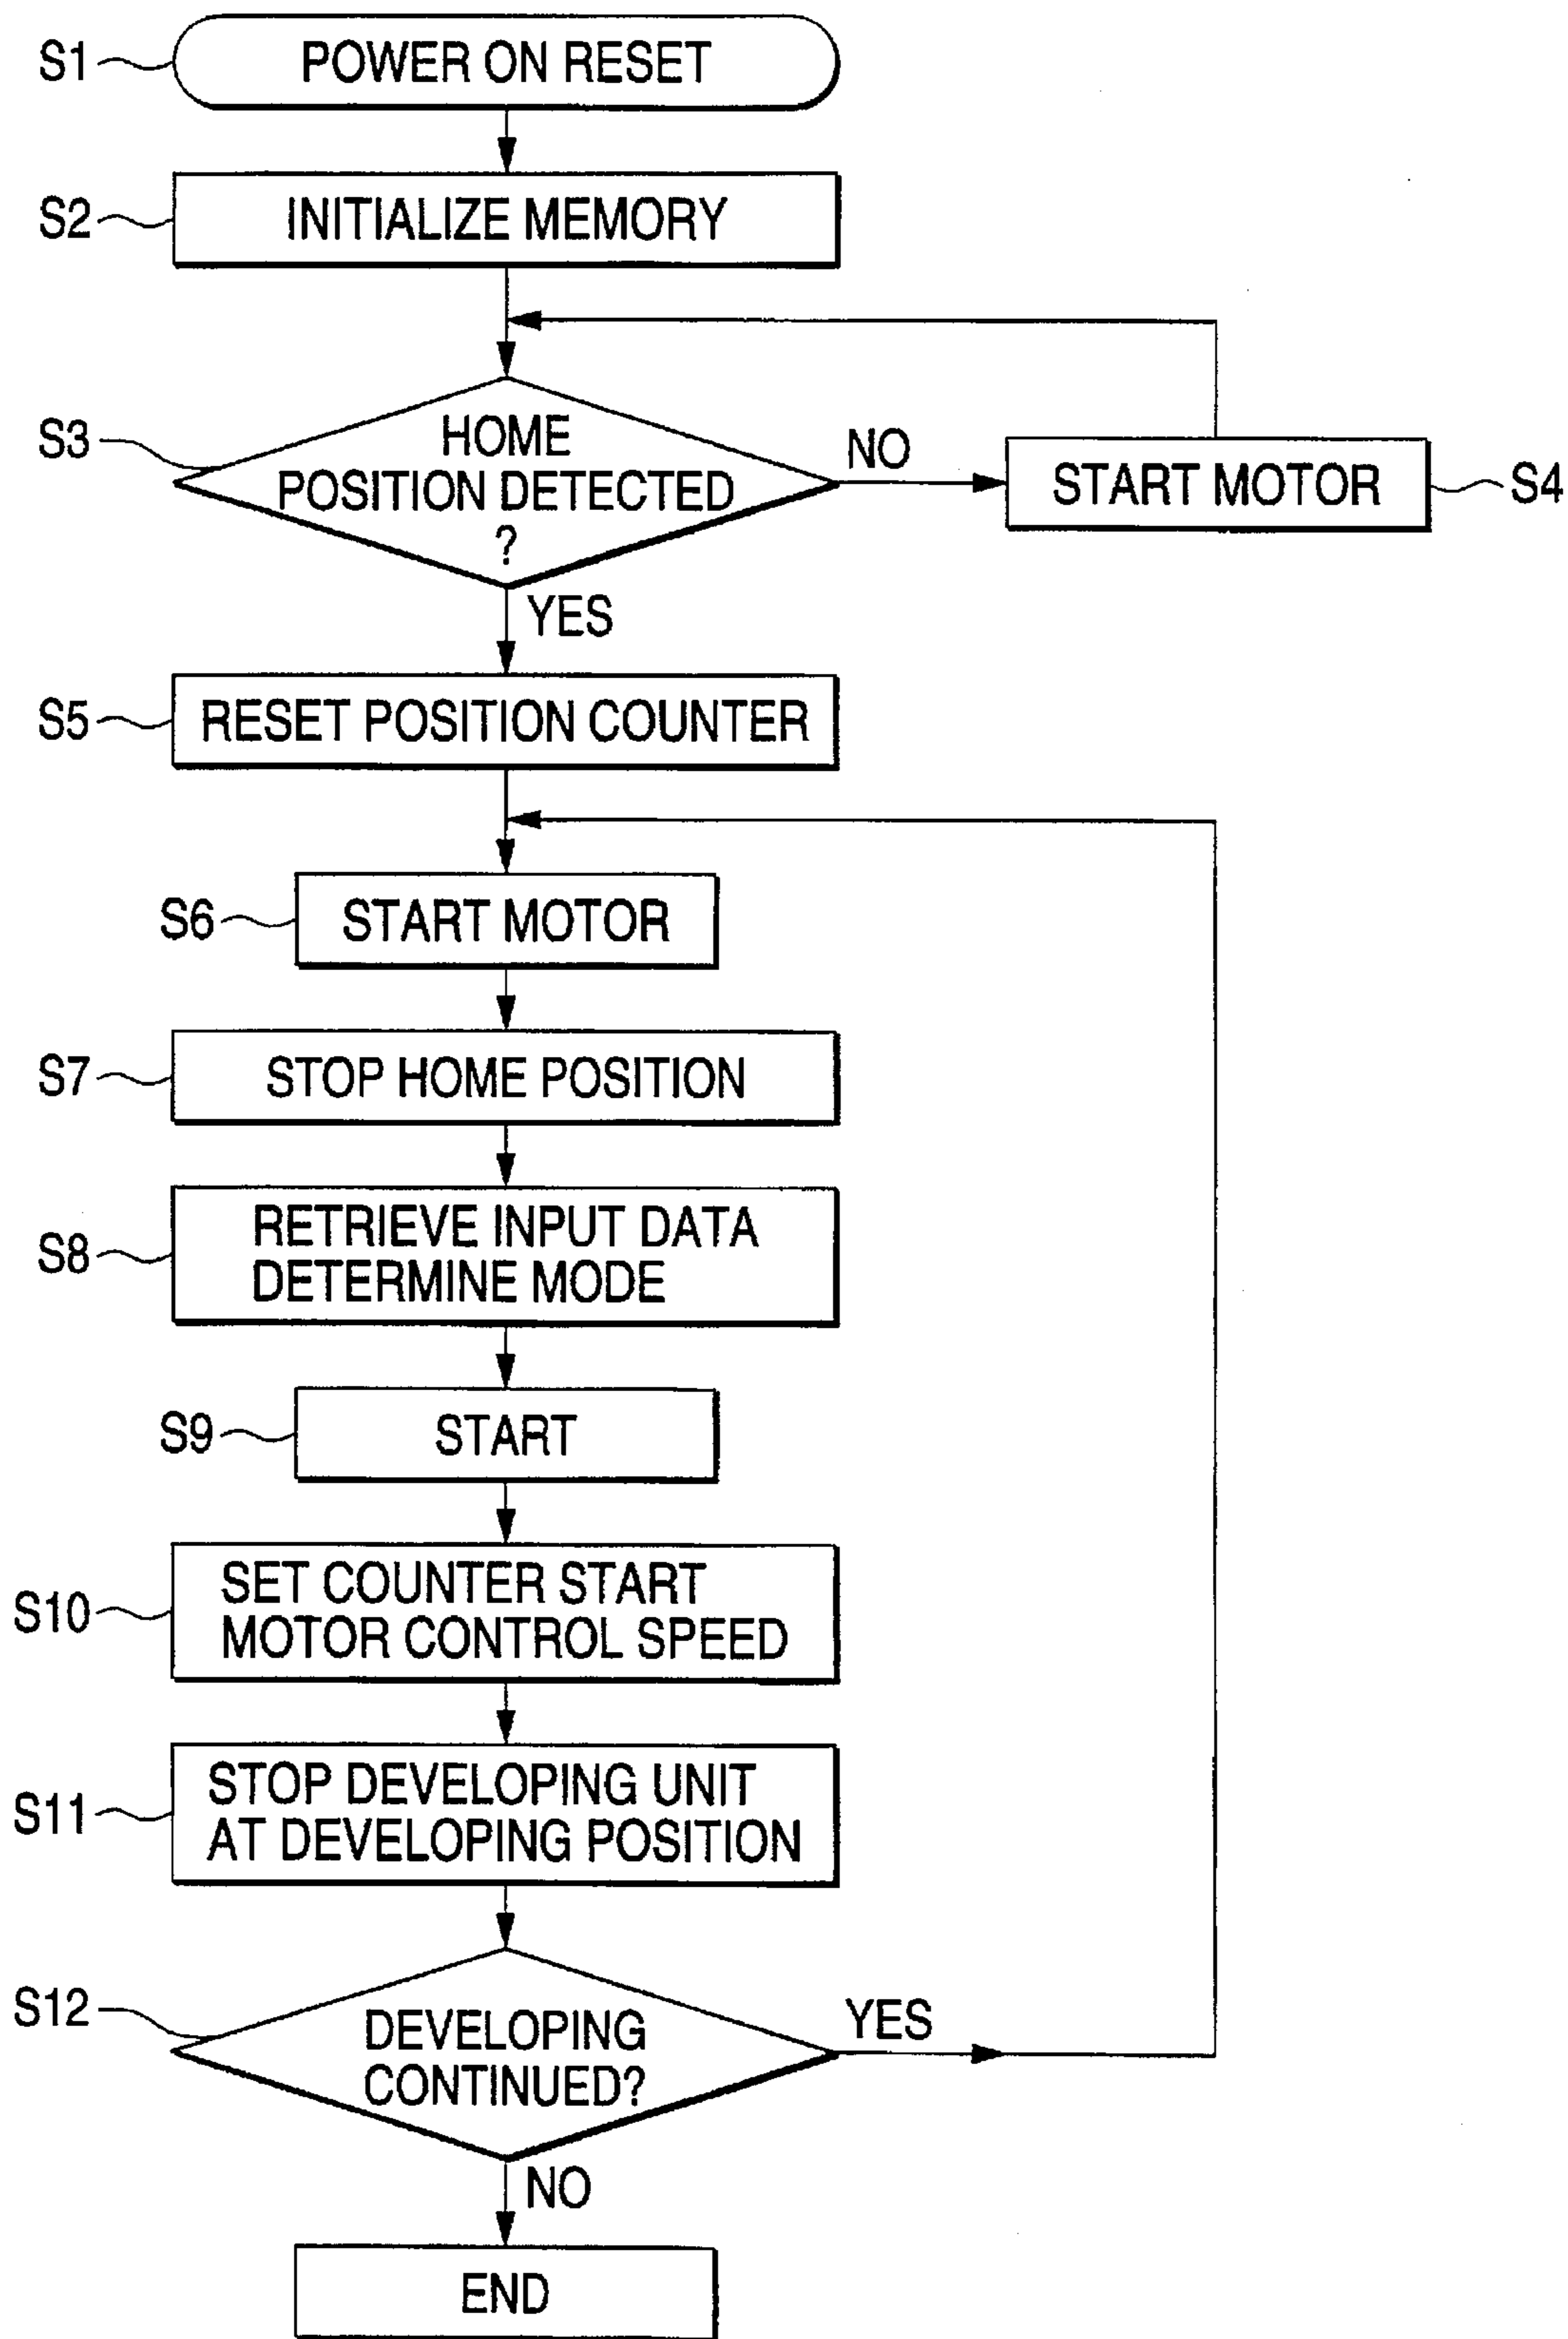 S1
POWER ON RESET
S2
INITIALIZE MEMORY
S3
HOME
POSITION DETECTED
?
NO
START MOTOR
S4
YES
S5
RESET POSITION COUNTER
S6
START MOTOR
S7
STOP HOME POSITION
S8
RETRIEVE INPUT DATA
DETERMINE MODE
S9
START
S10
SET COUNTER START
MOTOR CONTROL SPEED
S11
STOP DEVELOPING UNIT
AT DEVELOPING POSITION
S12
DEVELOPING
CONTINUED?
YES
NO
END